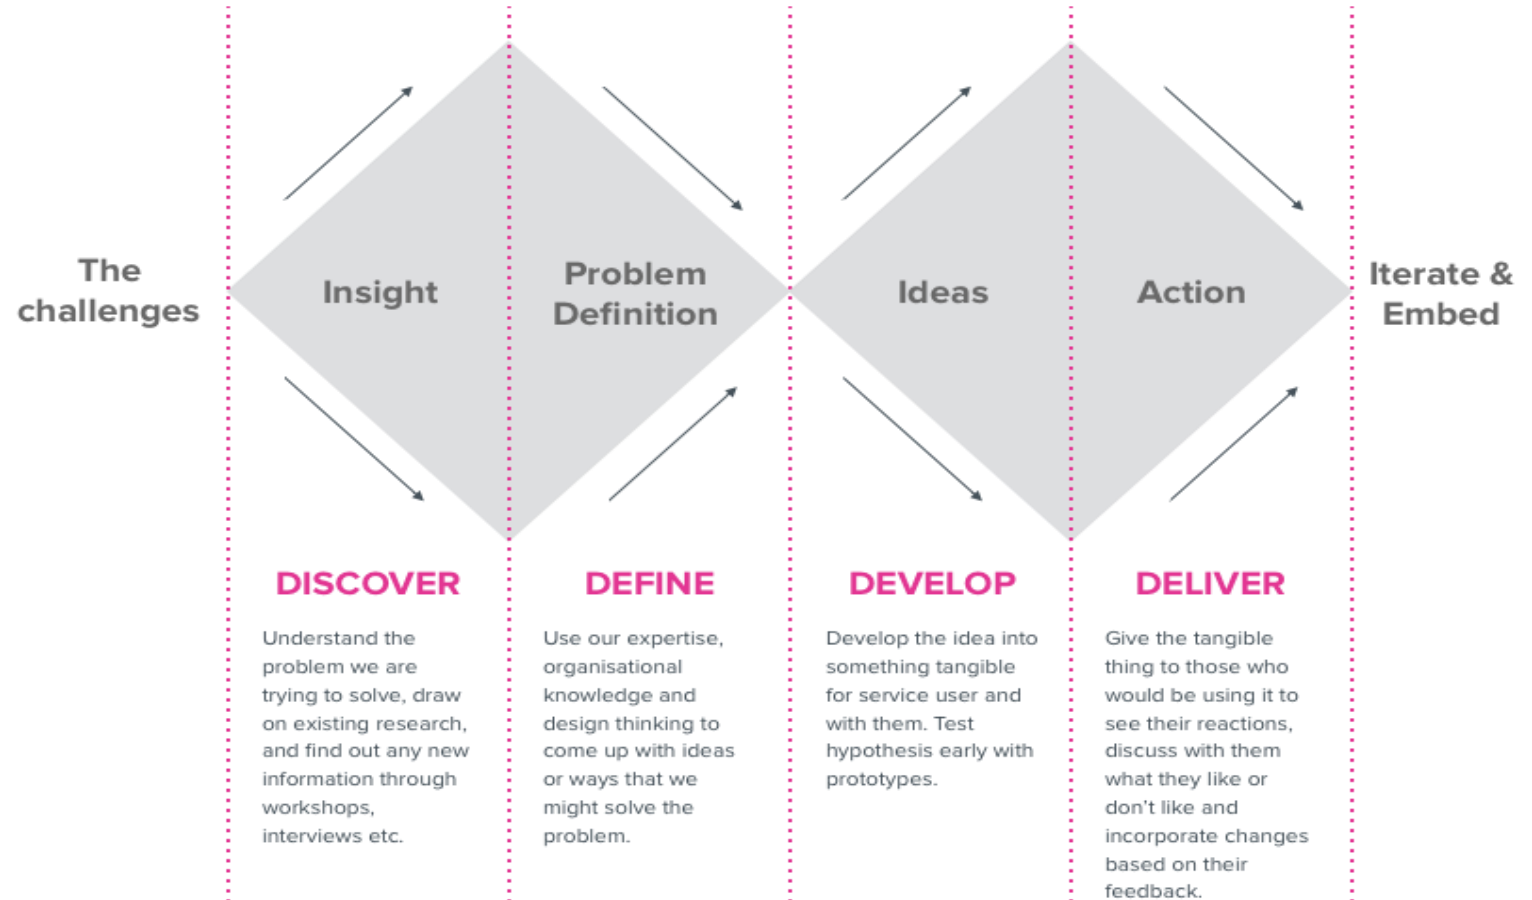 The
challenges
Insight
Problem
Definition
Ideas
Action
Iterate &
Embed
DISCOVER
Understand the
problem we are
trying to solve, draw
on existing research,
and find out any new
information through
workshops,
interviews etc.
DEFINE
Use our expertise,
organisational
knowledge and
design thinking to
come up with ideas
or ways that we
might solve the
problem.
DEVELOP
Develop the idea into
something tangible
for service user and
with them. Test
hypothesis early with
prototypes.
DELIVER
Give the tangible
thing to those who
would be using it to
see their reactions,
discuss with them
what they like or
don't like and
incorporate changes
based on their
feedback.